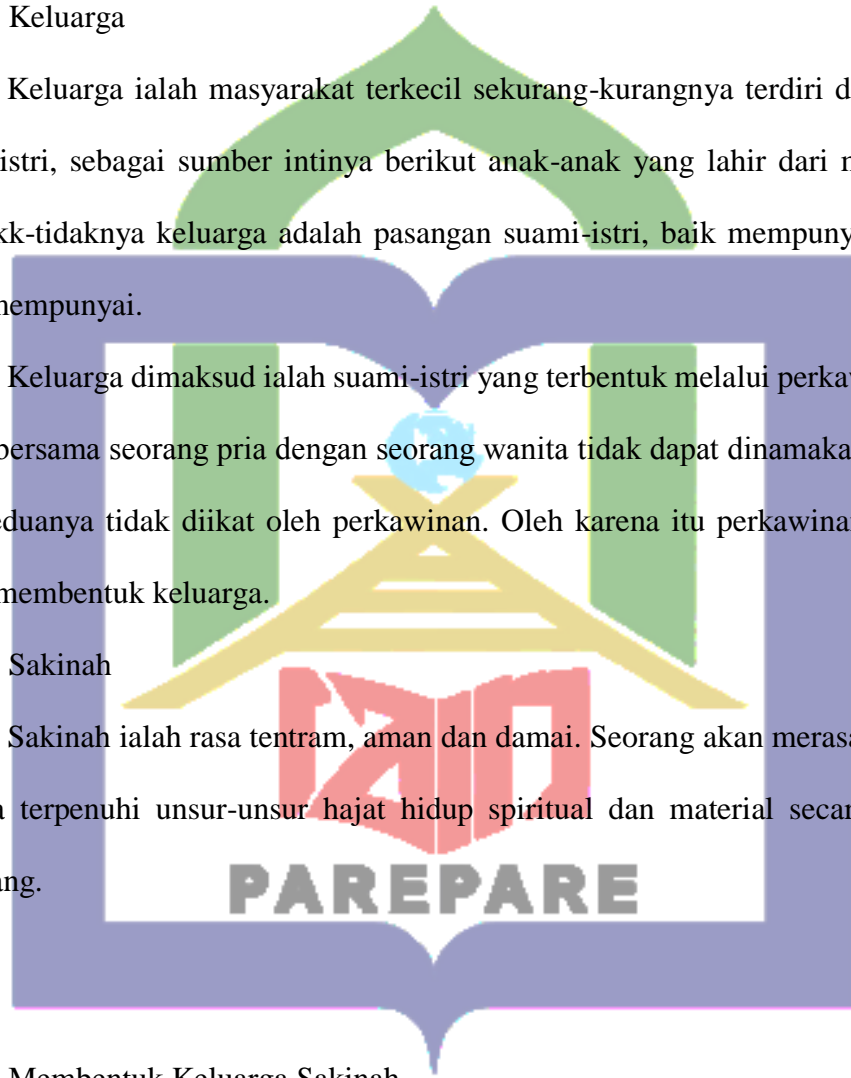 Keluarga
Keluarga ialah masyarakat terkecil sekurang-kurangnya terdiri d
istri, sebagai sumber intinya berikut anak-anak yang lahir dari m
kk-tidaknya keluarga adalah pasangan suami-istri, baik mempuny
mempunyai.
Keluarga dimaksud ialah suami-istri yang terbentuk melalui perka
bersama seorang pria dengan seorang wanita tidak dapat dinamaka
eduanya tidak diikat oleh perkawinan. Oleh karena itu perkawinan
membentuk keluarga.
Sakinah
Sakinah ialah rasa tentram, aman dan damai. Seorang akan merasa
a terpenuhi unsur-unsur hajat hidup spiritual dan material secar
ang.
iain
PAREPARE
Membentuk Keluarga Sakinah